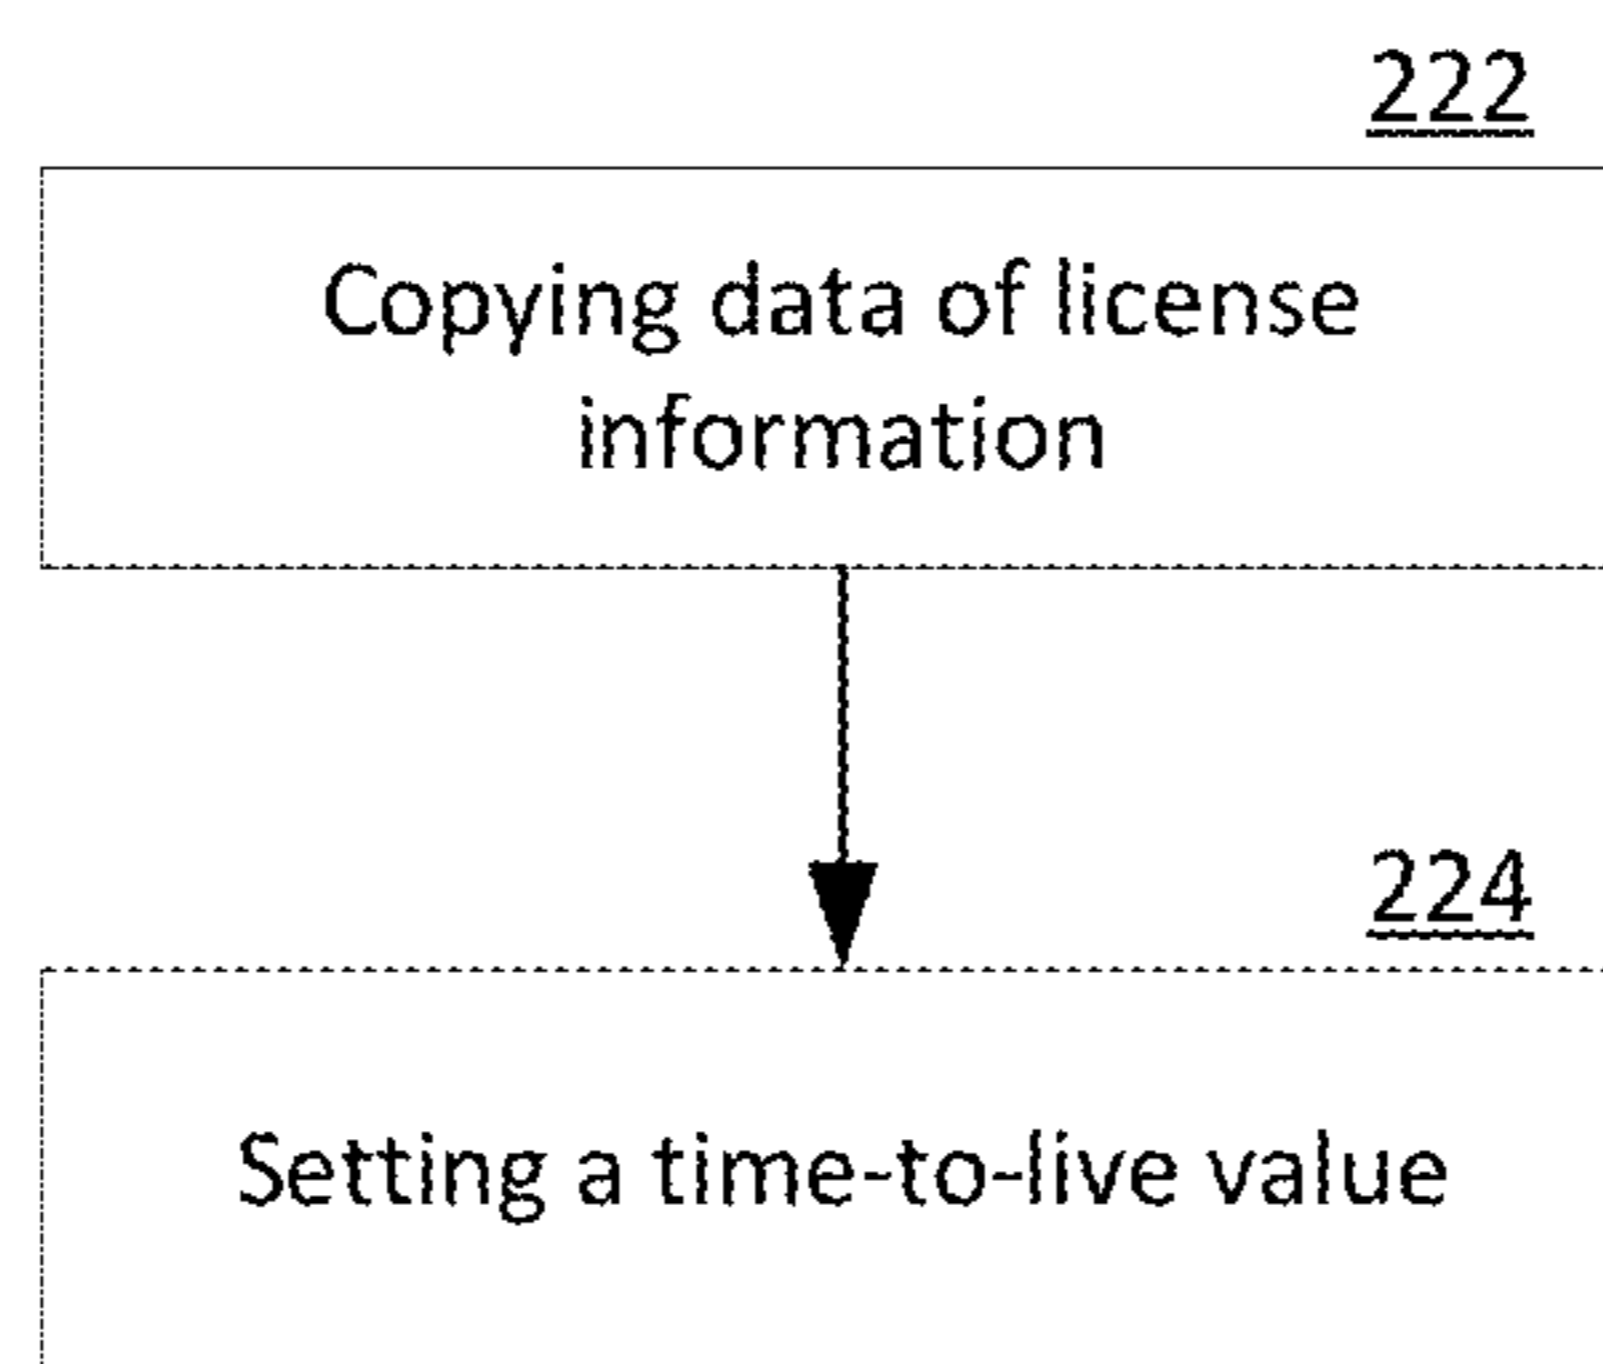 222
Copying data of license
information
224
Setting a time-to-live value